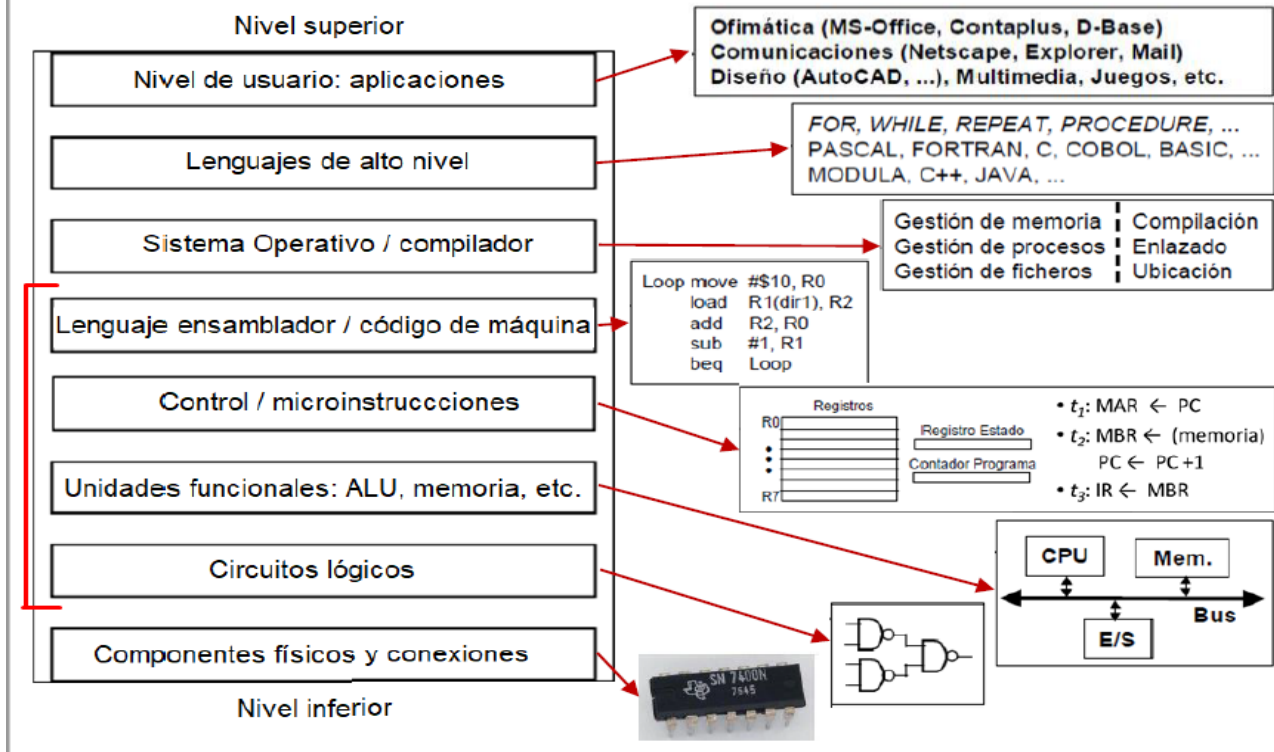 Nivel superior
Nivel de usuario: aplicaciones
Ofimática (MS-Office, Contaplus, D-Base)
Comunicaciones (Netscape, Explorer, Mail)
Diseño (AutoCAD, ...), Multimedia, Juegos, etc.
Lenguajes de alto nivel
FOR, WHILE, REPEAT, PROCEDURE, ...
PASCAL, FORTRAN, C, COBOL, BASIC, ...
MODULA, C++, JAVA, ...
Sistema Operativo / compilador
Gestión de memoria Compilación
Gestión de procesos Enlazado
Gestión de ficheros Ubicación
Lenguaje ensamblador / código de máquina
Loop move #$10, R0
load R1(dir1), R2
add R2, R0
sub #1, R1
beq Loop
Control / microinstruccciones
Registros
R0
R7
Registro Estado
Contador Programa
• t1: MAR ← PC
• t2: MBR ← (memoria)
PC ← PC +1
• t3: IR ← MBR
Unidades funcionales: ALU, memoria, etc.
CPU
Mem.
Bus
E/S
Circuitos lógicos
Componentes físicos y conexiones
SN 7400N
7645
Nivel inferior